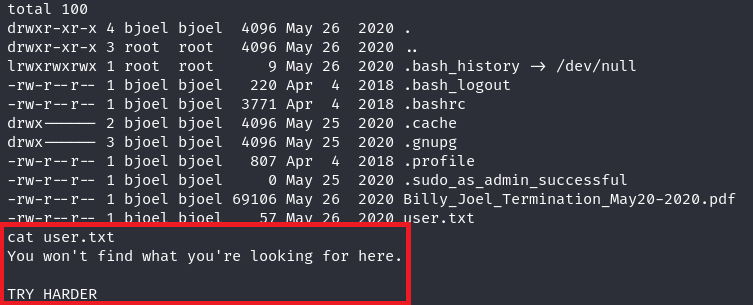 total 100
drwxr-xr-x 4 bjoel bjoel  4096 May 26  2020 .
drwxr-xr-x 3 root  root   4096 May 26  2020 ..
lrwxrwxrwx 1 root  root      9 May 26  2020 .bash_history -> /dev/null
-rw-r--r-- 1 bjoel bjoel   220 Apr  4  2018 .bash_logout
-rw-r--r-- 1 bjoel bjoel  3771 Apr  4  2018 .bashrc
drwx------ 2 bjoel bjoel  4096 May 25  2020 .cache
drwx------ 3 bjoel bjoel  4096 May 25  2020 .gnupg
-rw-r--r-- 1 bjoel bjoel   807 Apr  4  2018 .profile
-rw-r--r-- 1 bjoel bjoel     0 May 25  2020 .sudo_as_admin_successful
-rw-r--r-- 1 bjoel bjoel 69106 May 26  2020 Billy_Joel_Termination_May20-2020.pdf
-rw-r--r-- 1 bjoel bjoel    57 May 26  2020 user.txt
cat user.txt
You won't find what you're looking for here.
TRY HARDER